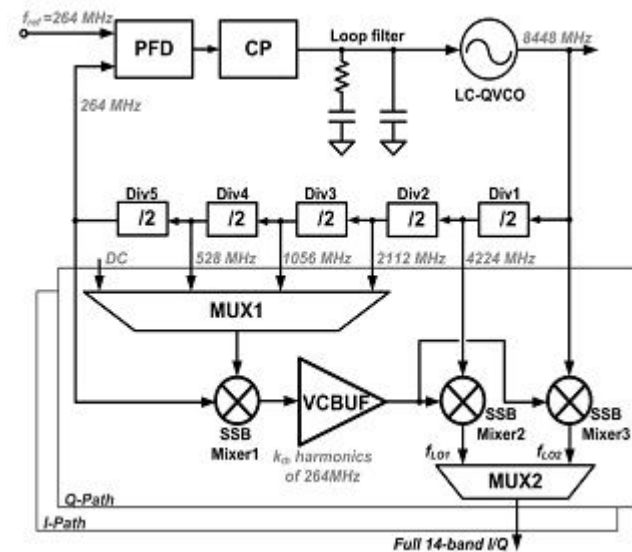 f_ref=264 MHz
PFD
CP
Loop filter
8448 MHz
LC-QVCO
264 MHz
Div5
Div4
Div3
Div2
Div1
/2
/2
/2
/2
/2
DC
528 MHz
1056 MHz
2112 MHz
4224 MHz
MUX1
VCBUF
SSB
Mixer1
SSB
Mixer2
SSB
Mixer3
k_th harmonics
of 264MHz
f_LO1
f_LO2
MUX2
Q-Path
I-Path
Full 14-band I/Q